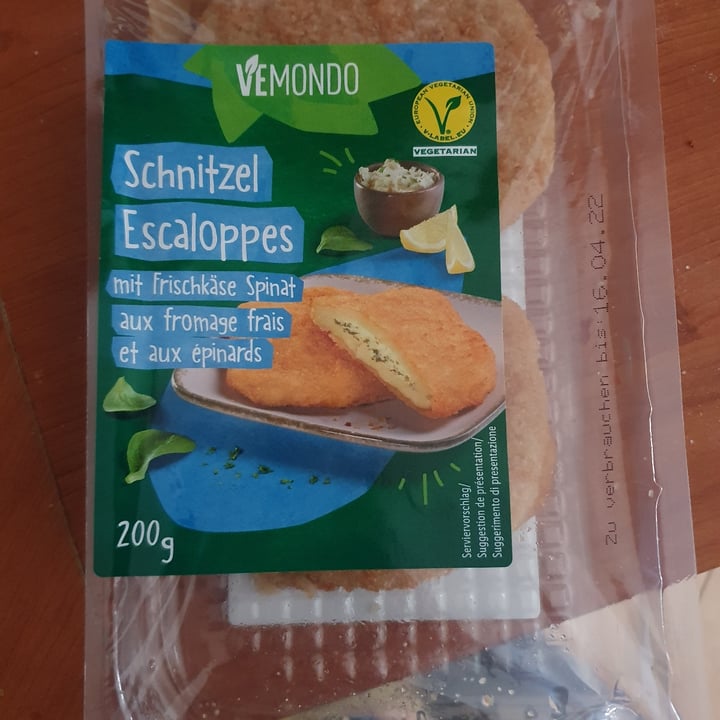 VEMONDO
EUROPEAN VEGETARIAN UNION
V-LABEL.EU
VEGETARIAN
Schnitzel
Escaloppes
mit Frischkäse Spinat
aux fromage frais
et aux épinards
200g
Serviervorschlag/
Suggestion de présentation/
Suggerimento di presentazione
Zu verbrauchen bis:16.04.22